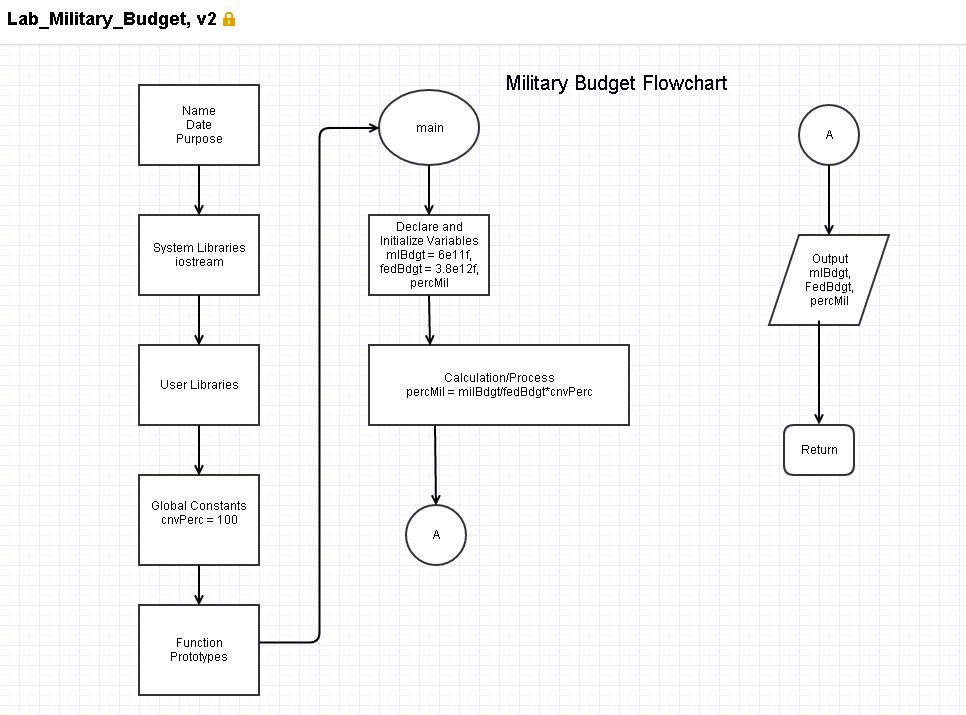 Lab_Military_Budget, v2
Military Budget Flowchart
Name
Date
Purpose
System Libraries
iostream
User Libraries
Global Constants
cnvPerc = 100
Function
Prototypes
main
Declare and
Initialize Variables
mlBdgt = 6e11f,
fedBdgt = 3.8e12f,
percMil
Calculation/Process
percMil = milBdgt/fedBdgt*cnvPerc
A
A
Output
mlBdgt,
FedBdgt,
percMil
Return